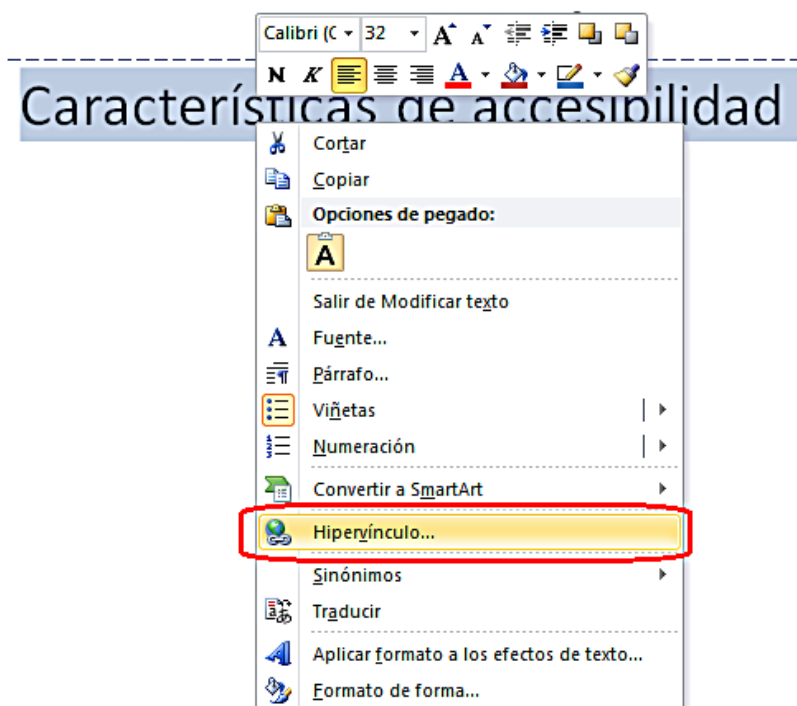 Calibri (C 32 A A
N K A
Características de accesibilidad
Cortar
Copiar
Opciones de pegado:
A
Salir de Modificar texto
A Fuente...
Párrafo...
Viñetas
Numeración
Convertir a SmartArt
Hipervínculo...
Sinónimos
Traducir
Aplicar formato a los efectos de texto...
Formato de forma...